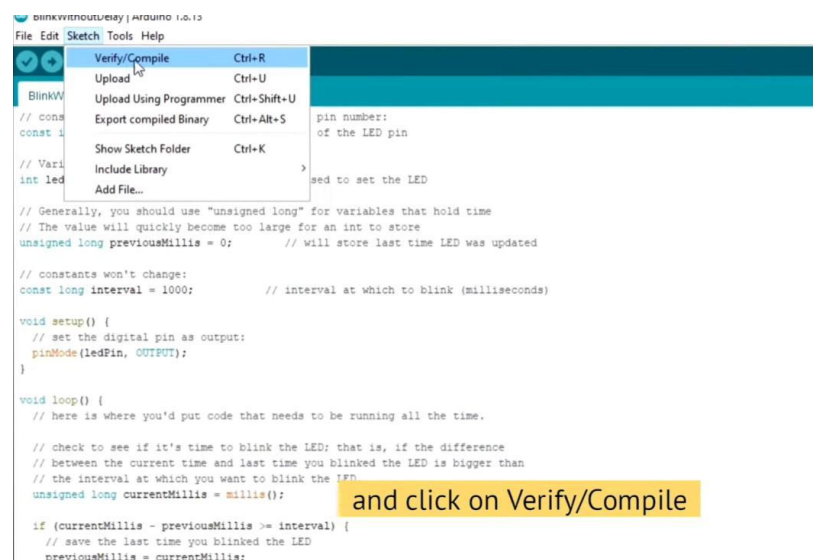 BlinkWithoutDelay | Arduino 1.8.13
File Edit Sketch Tools Help
Verify/Compile Ctrl+R
Upload Ctrl+U
Upload Using Programmer Ctrl+Shift+U
Export compiled Binary Ctrl+Alt+S
Show Sketch Folder Ctrl+K
Include Library >
Add File...
BlinkW
// cons pin number:
const i of the LED pin
// Vari
int led sed to set the LED
// Generally, you should use "unsigned long" for variables that hold time
// The value will quickly become too large for an int to store
unsigned long previousMillis = 0; // will store last time LED was updated
// constants won't change:
const long interval = 1000; // interval at which to blink (milliseconds)
void setup() {
// set the digital pin as output:
pinMode(ledPin, OUTPUT);
}
void loop() {
// here is where you'd put code that needs to be running all the time.
// check to see if it's time to blink the LED; that is, if the difference
// between the current time and last time you blinked the LED is bigger than
// the interval at which you want to blink the LED.
unsigned long currentMillis = millis();
and click on Verify/Compile
if (currentMillis - previousMillis >= interval) {
// save the last time you blinked the LED
previousMillis = currentMillis;